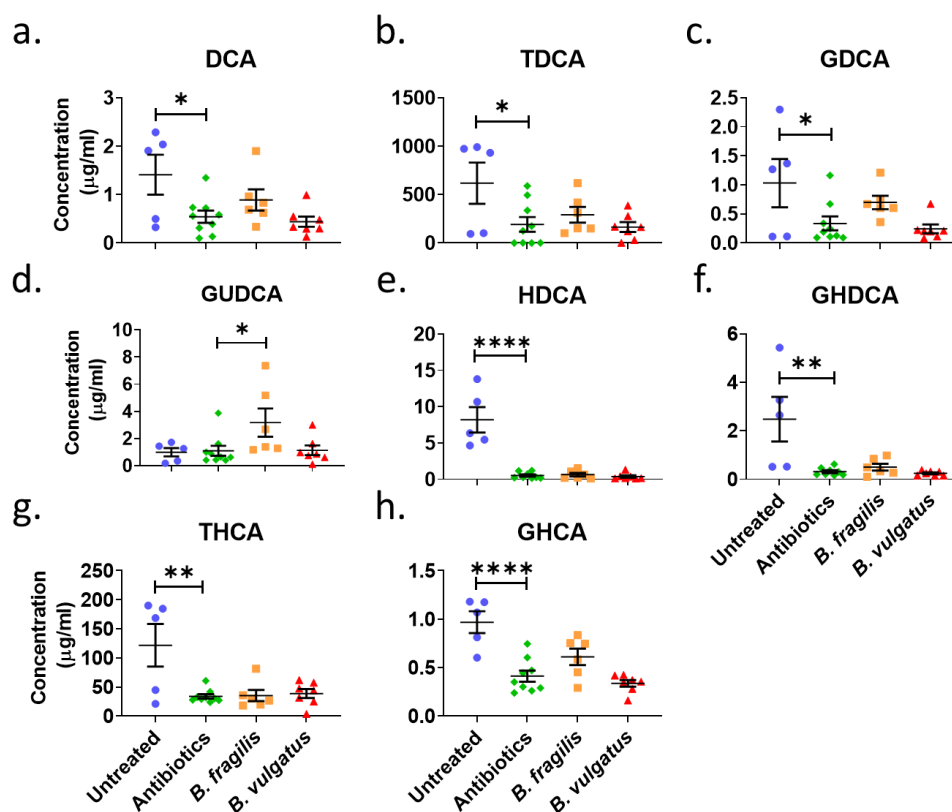 a.
DCA
Concentration
(µg/ml)
3
2
1
0
*
b.
TDCA
1500
1000
500
0
*
c.
GDCA
2.5
2.0
1.5
1.0
0.5
0.0
*
d.
GUDCA
Concentration
(µg/ml)
10
8
6
4
2
0
*
e.
HDCA
20
15
10
5
0
****
f.
GHDCA
6
4
2
0
**
Untreated
Antibiotics
B. fragilis
B. vulgatus
g.
THCA
Concentration
(µg/ml)
250
200
150
100
50
0
**
Untreated
Antibiotics
B. fragilis
B. vulgatus
h.
GHCA
1.5
1.0
0.5
0.0
****
Untreated
Antibiotics
B. fragilis
B. vulgatus